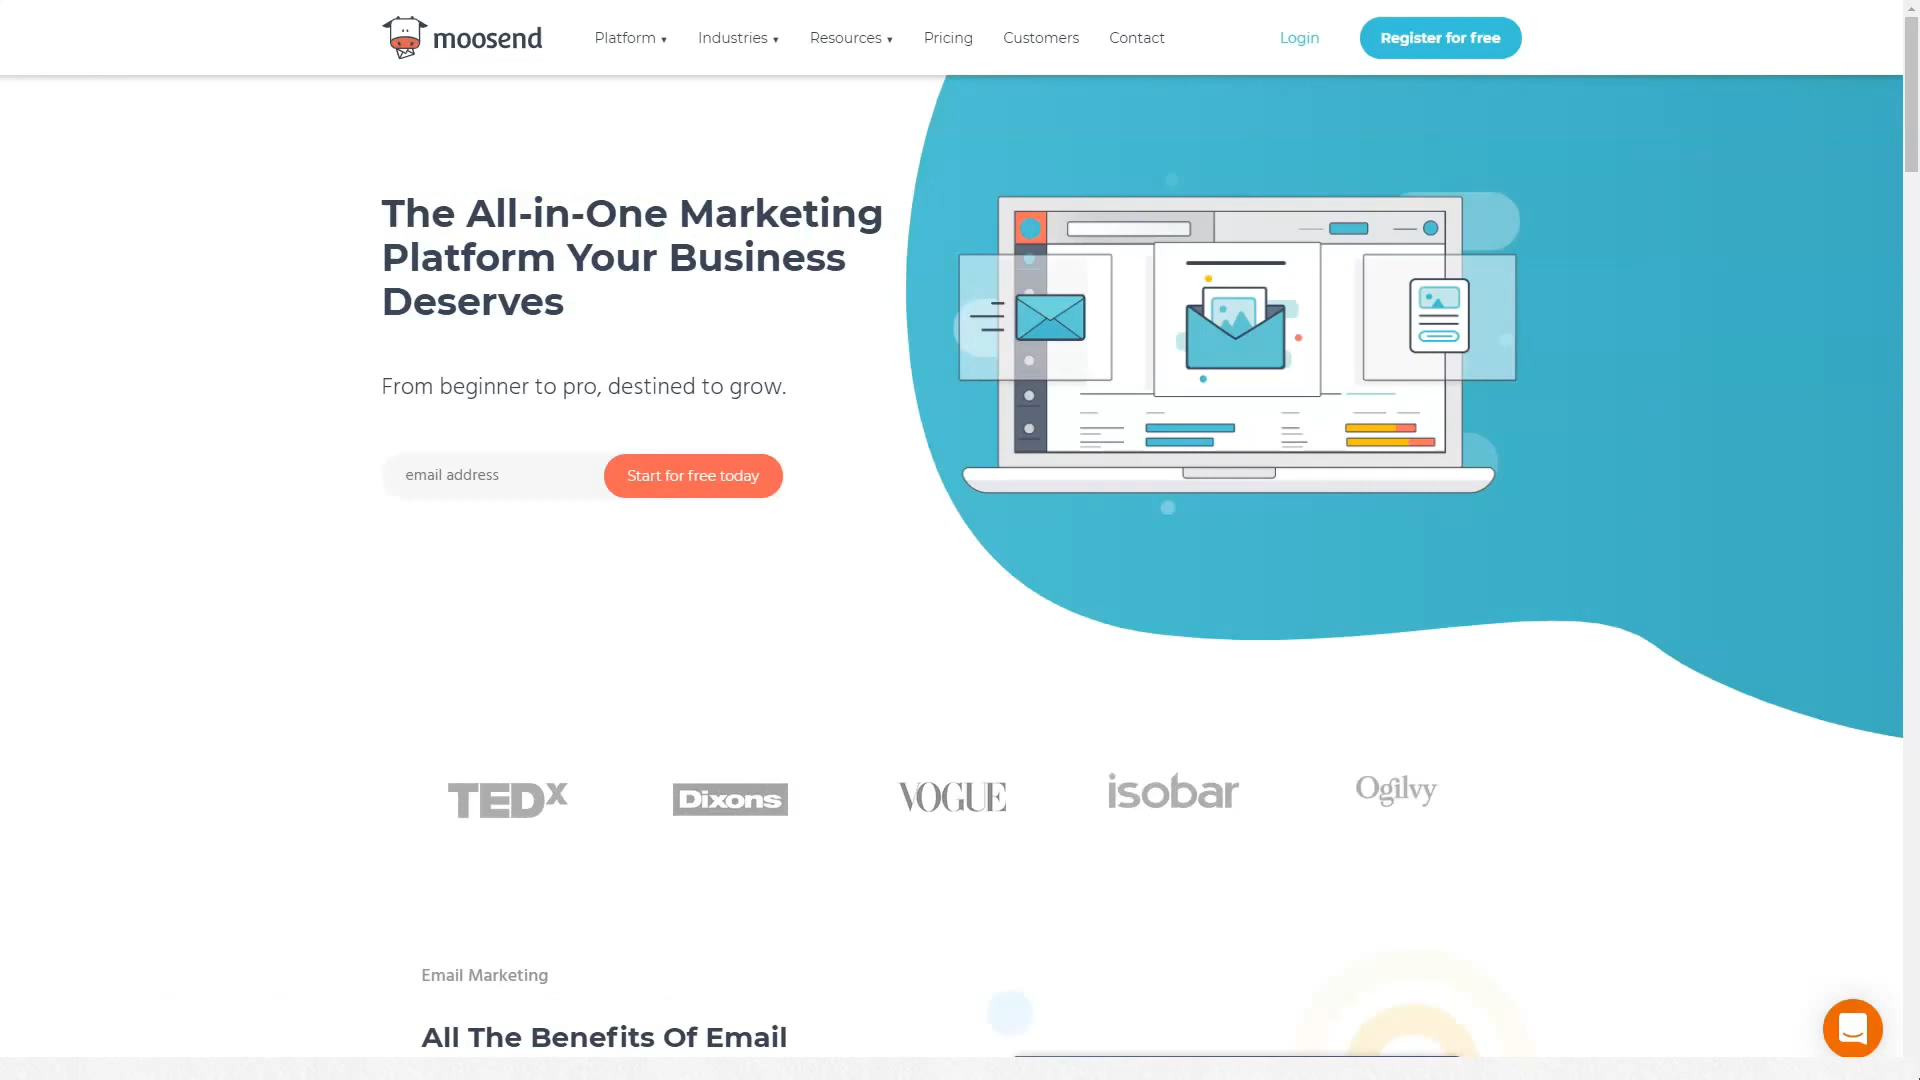 moosend
Platform ▾ Industries ▾ Resources ▾ Pricing Customers Contact Login Register for free
The All-in-One Marketing
Platform Your Business
Deserves
From beginner to pro, destined to grow.
email address Start for free today
TEDx Dixons VOGUE isobar Ogilvy
Email Marketing
All The Benefits Of Email